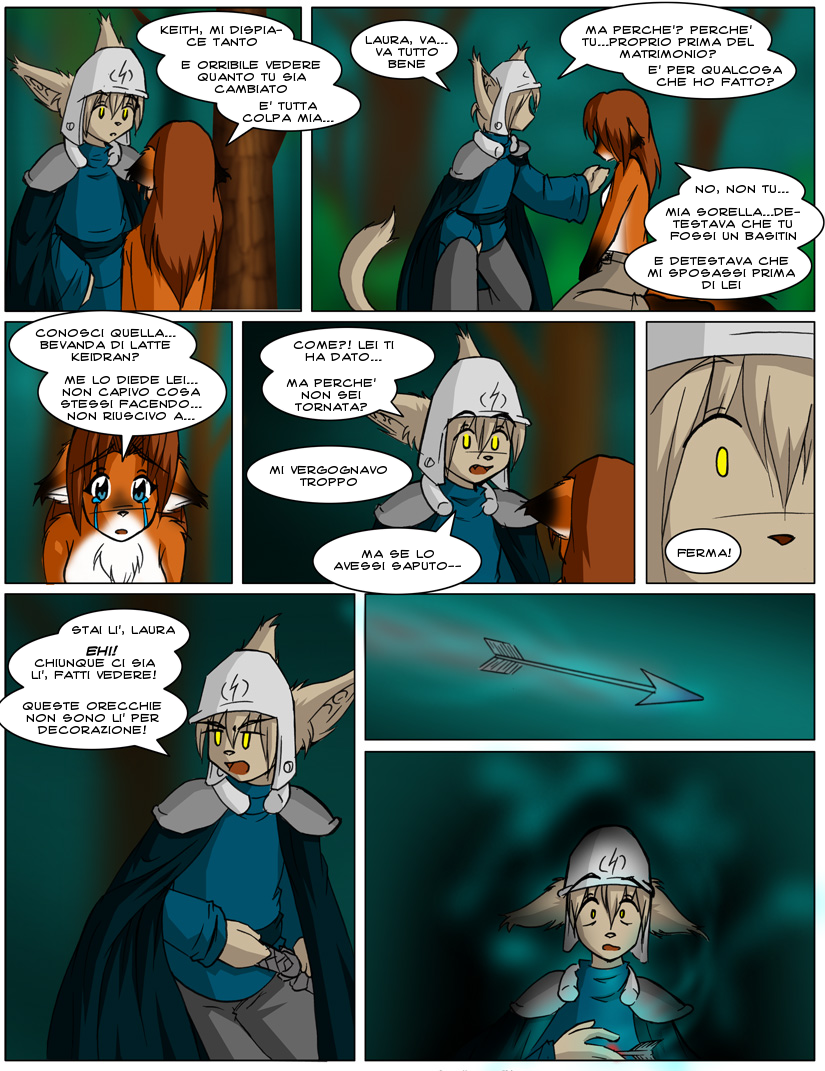 KEITH, MI DISPIA-
CE TANTO
E ORRIBILE VEDERE
QUANTO TU SIA
CAMBIATO
E' TUTTA
COLPA MIA...
LAURA, VA...
VA TUTTO
BENE
MA PERCHE'? PERCHE'
TU...PROPRIO PRIMA DEL
MATRIMONIO?
E' PER QUALCOSA
CHE HO FATTO?
NO, NON TU...
MIA SORELLA...DE-
TESTAVA CHE TU
FOSSI UN BASITIN
E DETESTAVA CHE
MI SPOSASSI PRIMA
DI LEI
CONOSCI QUELLA...
BEVANDA DI LATTE
KEIDRAN?
ME LO DIEDE LEI...
NON CAPIVO COSA
STESSI FACENDO...
NON RIUSCIVO A...
COME?! LEI TI
HA DATO...
MA PERCHE'
NON SEI
TORNATA?
MI VERGOGNAVO
TROPPO
MA SE LO
AVESSI SAPUTO--
FERMA!
STAI LI', LAURA
EHI!
CHIUNQUE CI SIA
LI', FATTI VEDERE!
QUESTE ORECCHIE
NON SONO LI' PER
DECORAZIONE!